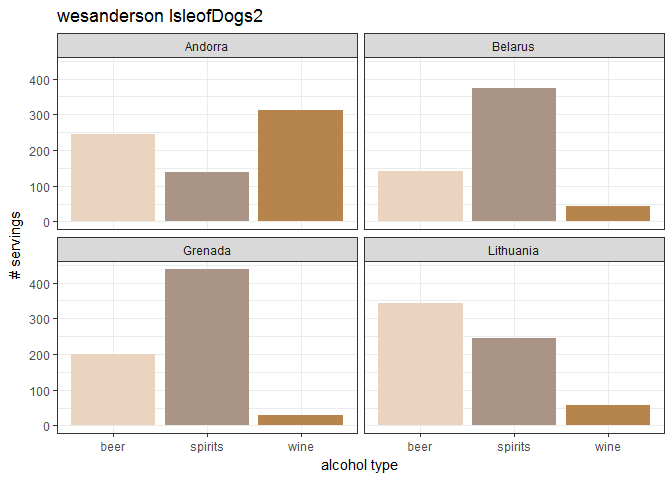 wesanderson IsleofDogs2
Andorra Belarus
400
300
200
100
0
Grenada Lithuania
400
300
200
100
0
# servings
beer spirits wine beer spirits wine
alcohol type